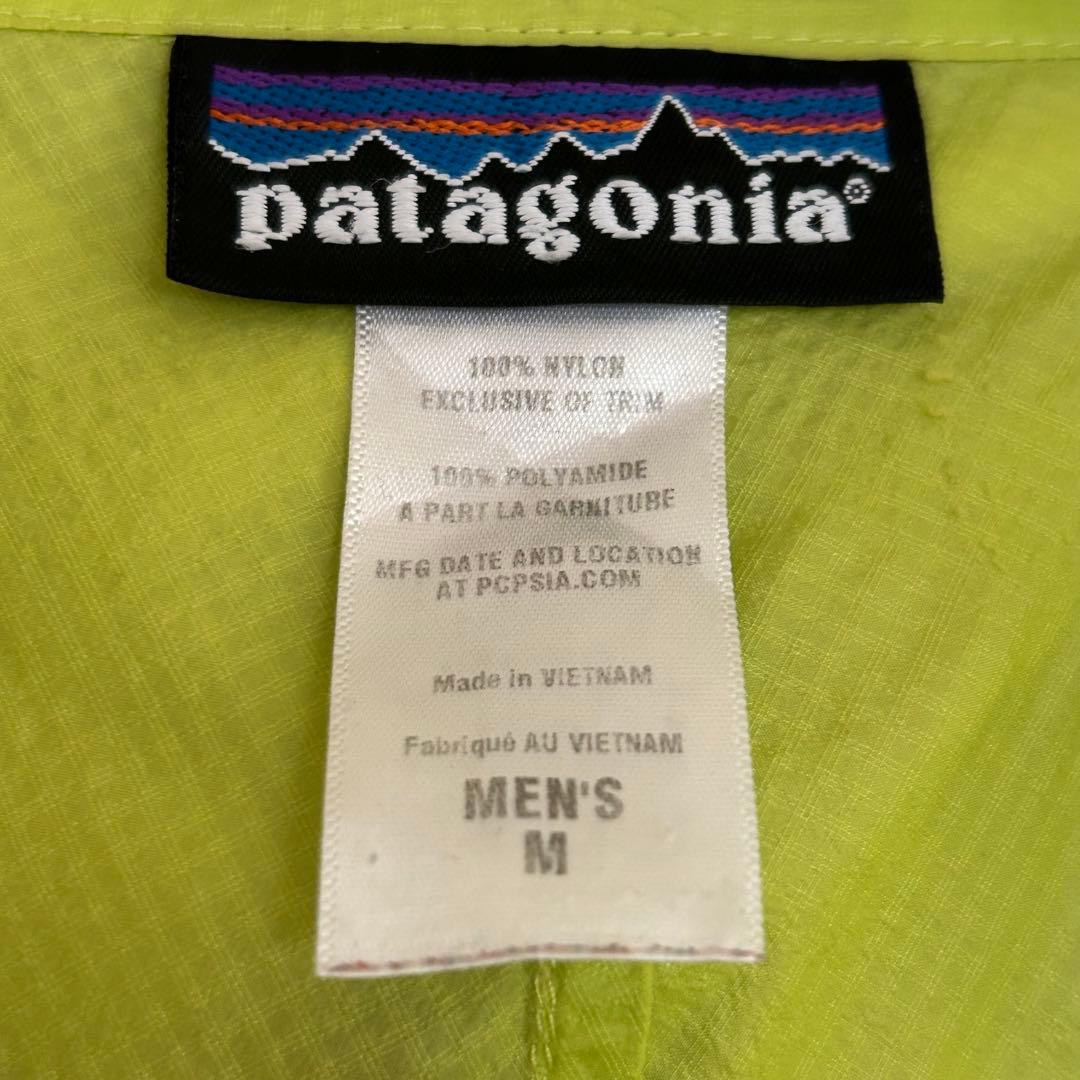 patagonia®
100% NYLON
EXCLUSIVE OF TRIM
100% POLYAMIDE
A PART LA GARNITURE
MFG DATE AND LOCATION
AT PCPSIA.COM
Made in VIETNAM
Fabriqué AU VIETNAM
MEN'S
M